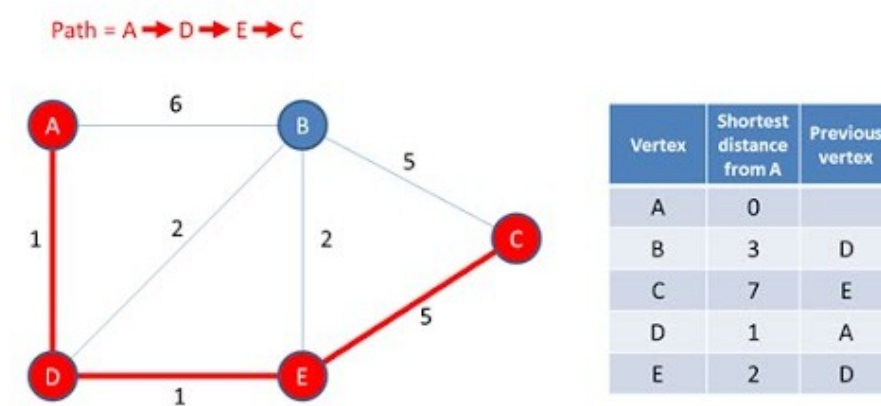 Path = A → D → E → C
A
6
B
5
1
2
2
C
5
D
1
E
Vertex Shortest distance from A Previous vertex
A 0
B 3 D
C 7 E
D 1 A
E 2 D